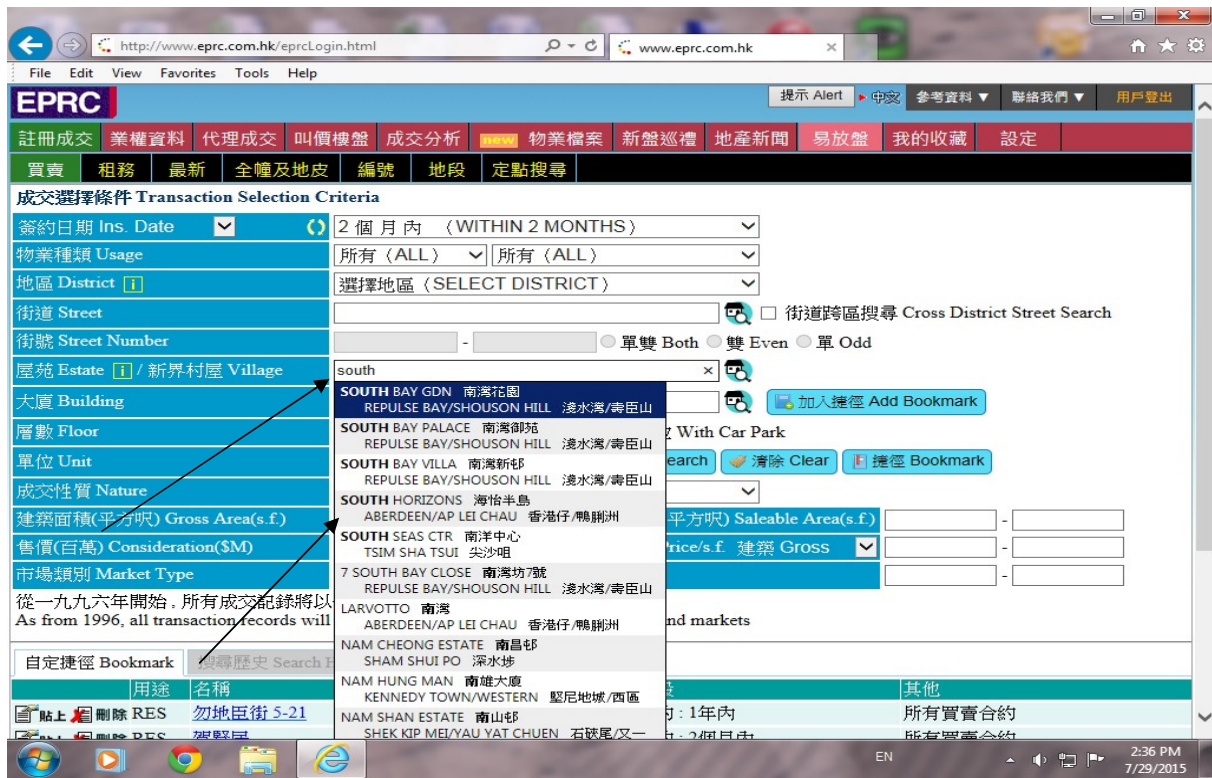 http://www.eprc.com.hk/eprcLogin.html www.eprc.com.hk
File Edit View Favorites Tools Help
EPRC 提示 Alert 中文 參考資料 ▼ 聯絡我們 ▼ 用戶登出
註冊成交 業權資料 代理成交 叫價樓盤 成交分析 new 物業檔案 新盤巡禮 地產新聞 易放盤 我的收藏 設定
買賣 租務 最新 全幢及地皮 編號 地段 定點搜尋
成交選擇條件 Transaction Selection Criteria
簽約日期 Ins. Date 2 個 月 內 (WITHIN 2 MONTHS)
物業種類 Usage 所有 (ALL) 所有 (ALL)
地區 District i 選擇地區 (SELECT DISTRICT)
街道 Street 街道跨區搜尋 Cross District Street Search
街號 Street Number - 單雙 Both 雙 Even 單 Odd
屋苑 Estate i / 新界村屋 Village south ×
大廈 Building 加入捷徑 Add Bookmark
層數 Floor With Car Park
單位 Unit earch 清除 Clear 捷徑 Bookmark
成交性質 Nature
建築面積(平方呎) Gross Area(s.f.) 平方呎) Saleable Area(s.f.) -
售價(百萬) Consideration($M) Price/s.f. 建築 Gross -
市場類別 Market Type -
SOUTH BAY GDN 南灣花園
REPULSE BAY/SHOUSON HILL 淺水灣/壽臣山
SOUTH BAY PALACE 南灣御苑
REPULSE BAY/SHOUSON HILL 淺水灣/壽臣山
SOUTH BAY VILLA 南灣新邨
REPULSE BAY/SHOUSON HILL 淺水灣/壽臣山
SOUTH HORIZONS 海怡半島
ABERDEEN/AP LEI CHAU 香港仔/鴨脷洲
SOUTH SEAS CTR 南洋中心
TSIM SHA TSUI 尖沙咀
7 SOUTH BAY CLOSE 南灣坊7號
REPULSE BAY/SHOUSON HILL 淺水灣/壽臣山
LARVOTTO 南灣
ABERDEEN/AP LEI CHAU 香港仔/鴨脷洲
NAM CHEONG ESTATE 南昌邨
SHAM SHUI PO 深水埗
NAM HUNG MAN 南雄大廈
KENNEDY TOWN/WESTERN 堅尼地城/西區
NAM SHAN ESTATE 南山邨
SHEK KIP MEI/YAU YAT CHUEN 石硤尾/又一
從一九九六年開始, 所有成交記錄將以
As from 1996, all transaction records will nd markets
自定捷徑 Bookmark 搜尋歷史 Search H
用途 名稱 其他
貼上 刪除 RES 勿地臣街 5-21 : 1年內 所有買賣合約
EN 2:36 PM
7/29/2015